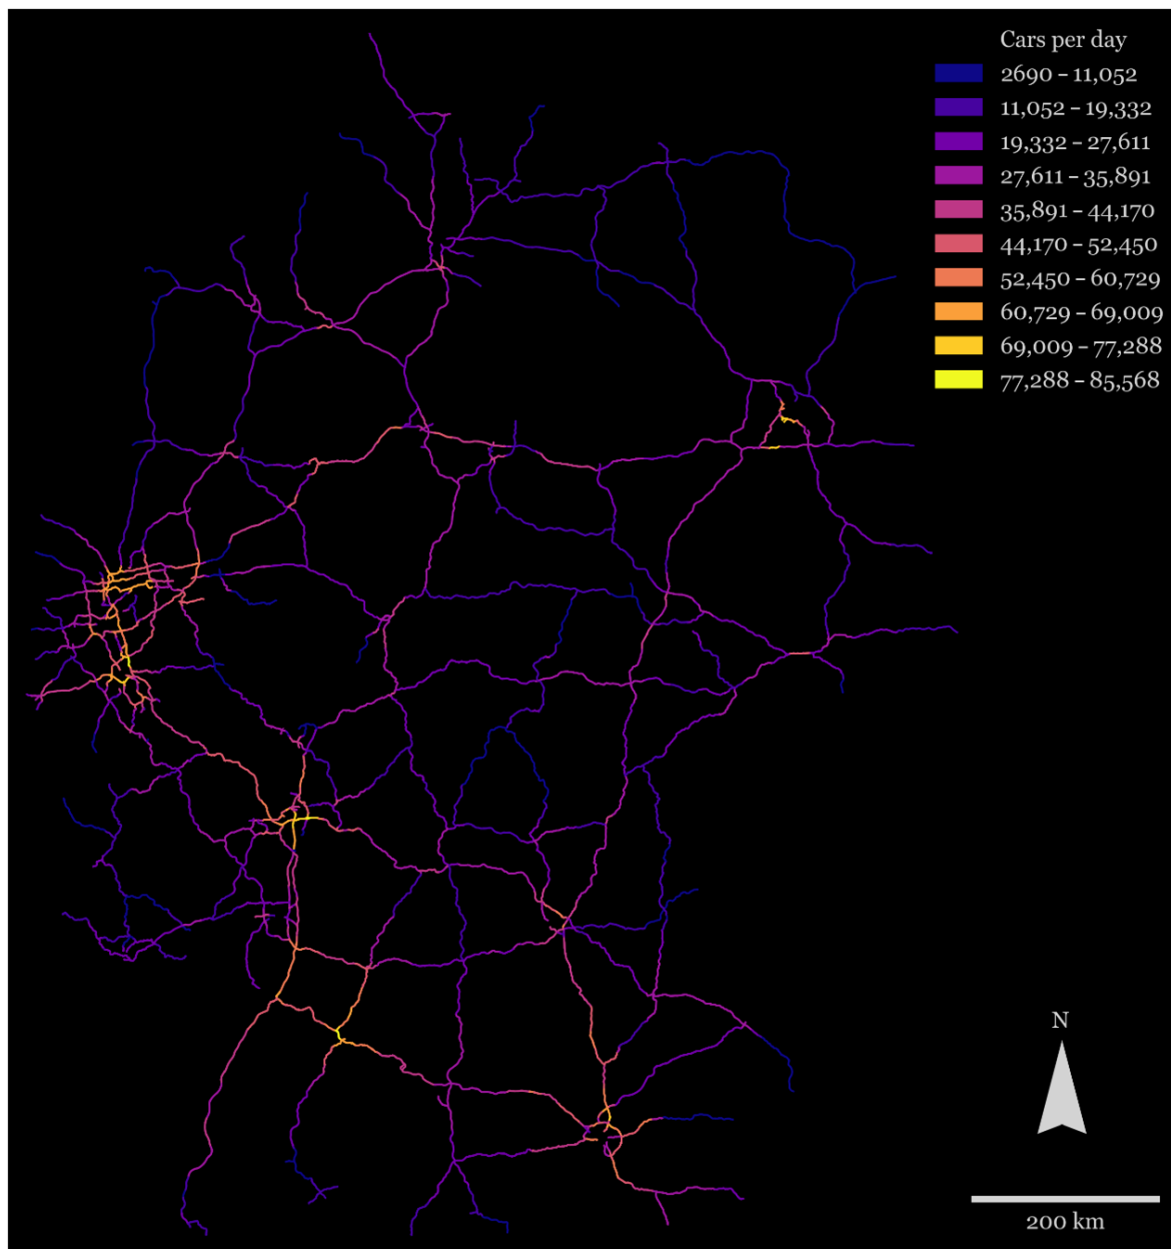 Cars per day
2690 – 11,052
11,052 – 19,332
19,332 – 27,611
27,611 – 35,891
35,891 – 44,170
44,170 – 52,450
52,450 – 60,729
60,729 – 69,009
69,009 – 77,288
77,288 – 85,568
N
200 km